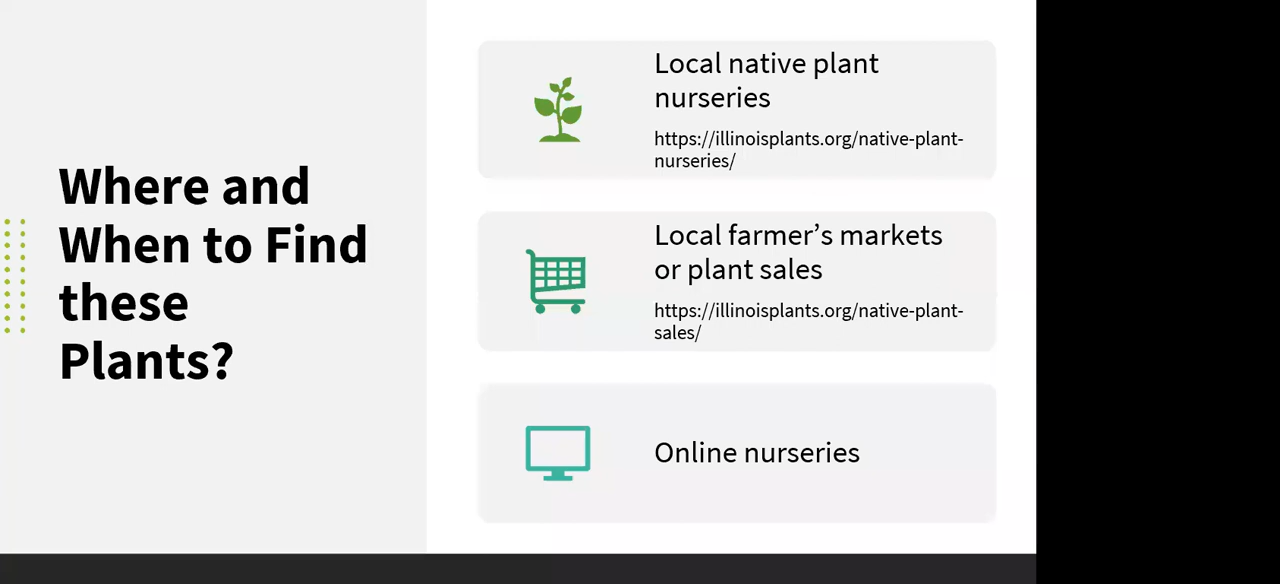 Where and
When to Find
these
Plants?
Local native plant
nurseries
https://illinoisplants.org/native-plant-
nurseries/
Local farmer’s markets
or plant sales
https://illinoisplants.org/native-plant-
sales/
Online nurseries